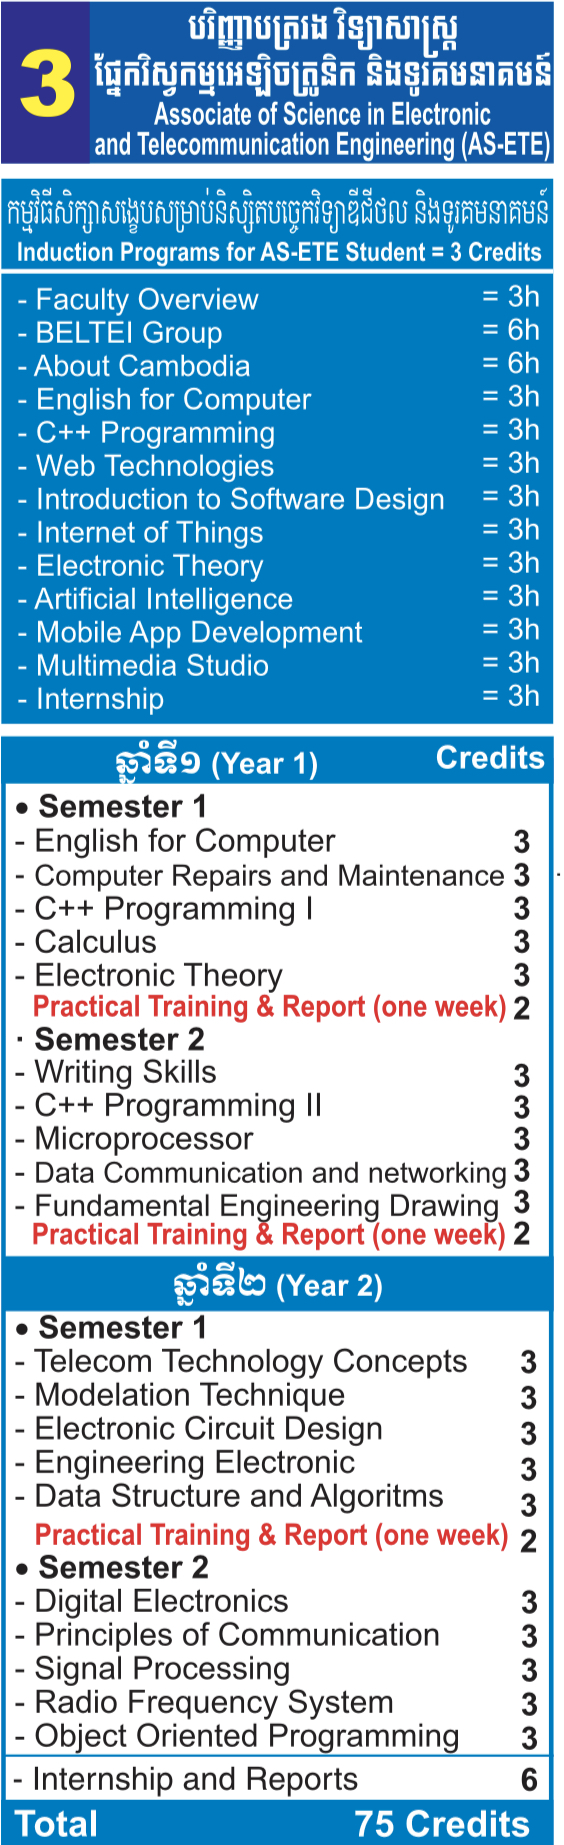 3
បរិញ្ញាបត្ររង វិទ្យាសាស្ត្រ
ផ្នែកវិស្វកម្មអេឡិចត្រូនិក និងទូរគមនាគមន៍
Associate of Science in Electronic
and Telecommunication Engineering (AS-ETE)
កម្មវិធីសិក្សាសង្ខេបសម្រាប់និស្សិតបច្ចេកវិទ្យាឌីជីថល និងទូរគមនាគមន៍
Induction Programs for AS-ETE Student = 3 Credits
- Faculty Overview = 3h
- BELTEI Group = 6h
- About Cambodia = 6h
- English for Computer = 3h
- C++ Programming = 3h
- Web Technologies = 3h
- Introduction to Software Design = 3h
- Internet of Things = 3h
- Electronic Theory = 3h
- Artificial Intelligence = 3h
- Mobile App Development = 3h
- Multimedia Studio = 3h
- Internship = 3h
ឆ្នាំទី១ (Year 1) Credits
• Semester 1
- English for Computer 3
- Computer Repairs and Maintenance 3
- C++ Programming I 3
- Calculus 3
- Electronic Theory 3
Practical Training & Report (one week) 2
· Semester 2
- Writing Skills 3
- C++ Programming II 3
- Microprocessor 3
- Data Communication and networking 3
- Fundamental Engineering Drawing 3
Practical Training & Report (one week) 2
ឆ្នាំទី២ (Year 2)
• Semester 1
- Telecom Technology Concepts 3
- Modelation Technique 3
- Electronic Circuit Design 3
- Engineering Electronic 3
- Data Structure and Algoritms 3
Practical Training & Report (one week) 2
• Semester 2
- Digital Electronics 3
- Principles of Communication 3
- Signal Processing 3
- Radio Frequency System 3
- Object Oriented Programming 3
- Internship and Reports 6
Total 75 Credits